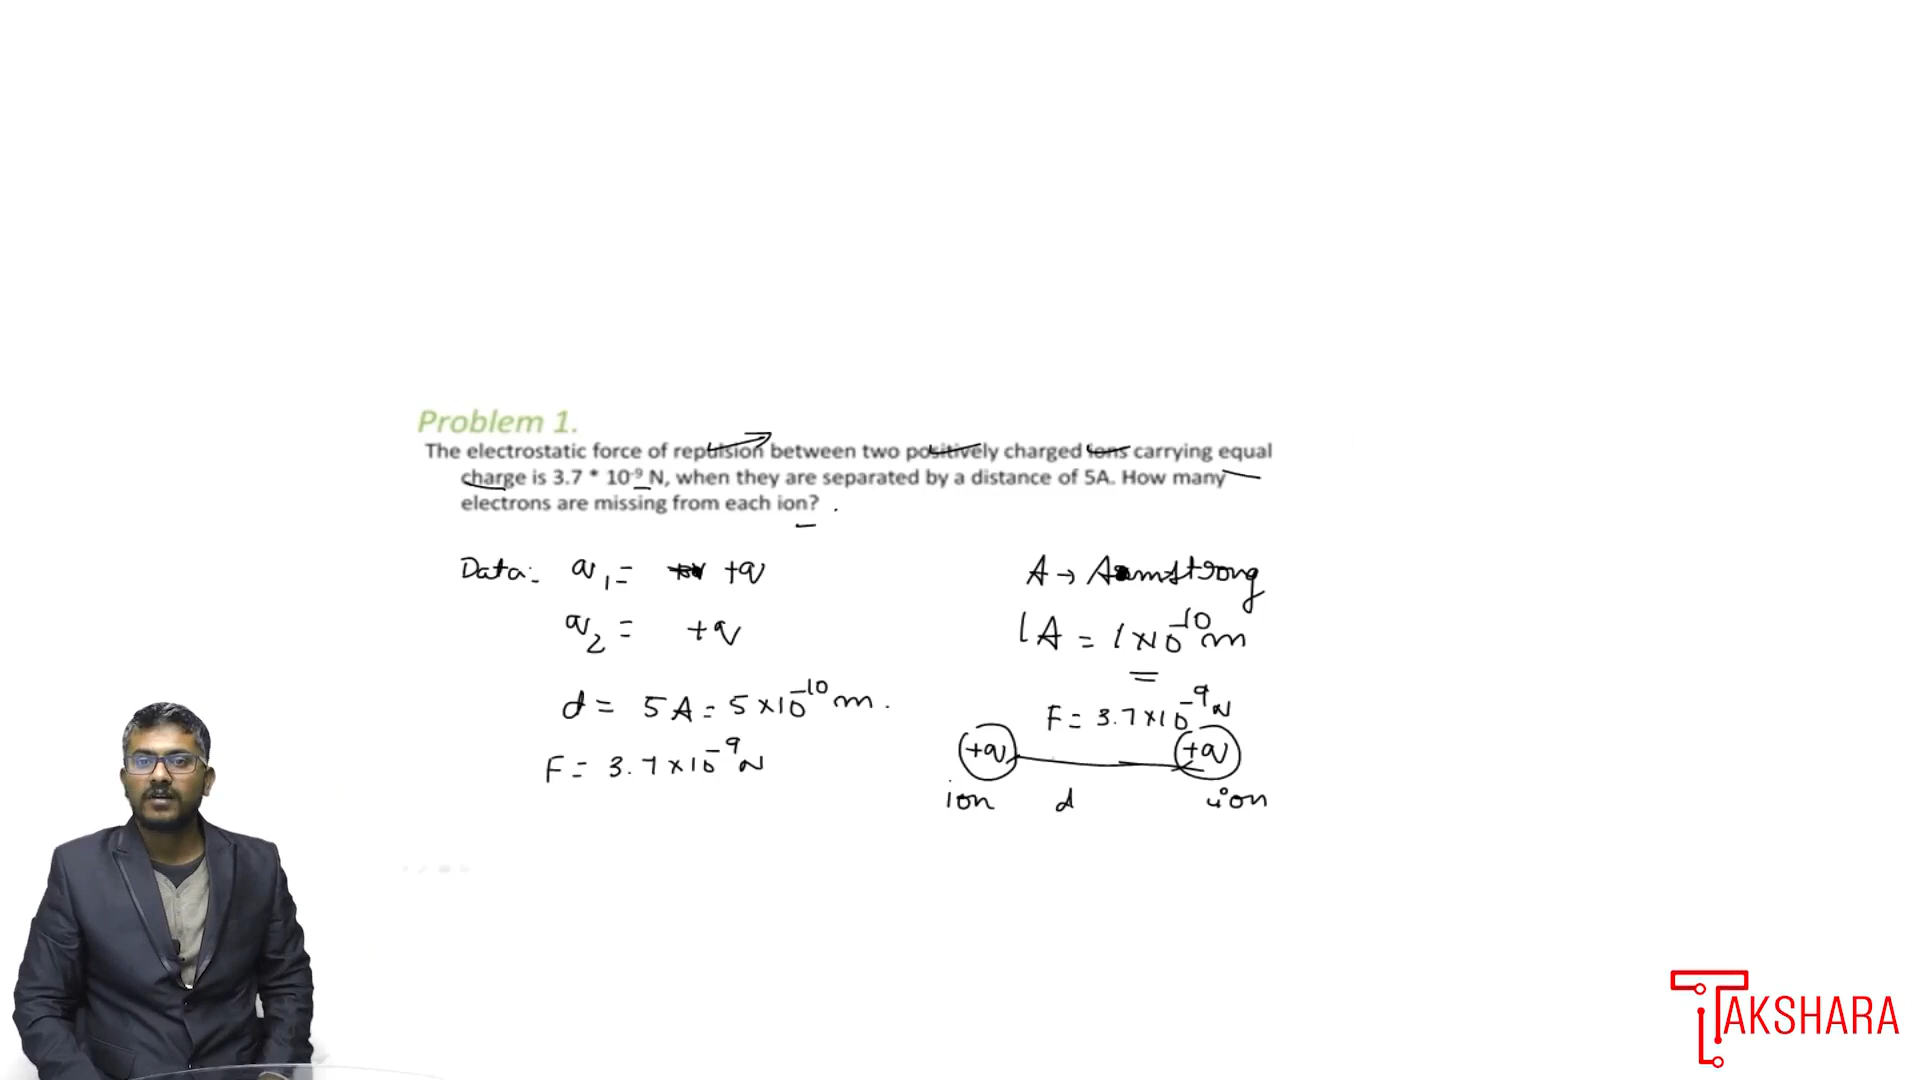 Problem 1.
The electrostatic force of repulsion between two positively charged ions carrying equal
charge is 3.7 * 10⁻⁹ N, when they are separated by a distance of 5A. How many
electrons are missing from each ion?
Data:- q₁ = +q
q₂ = +q
d = 5A = 5×10⁻¹⁰ m.
F = 3.7×10⁻⁹ N
A → Armstrong
1A = 1×10⁻¹⁰ m
F = 3.7×10⁻⁹ N
+q +q
ion d ion
TAKSHARA